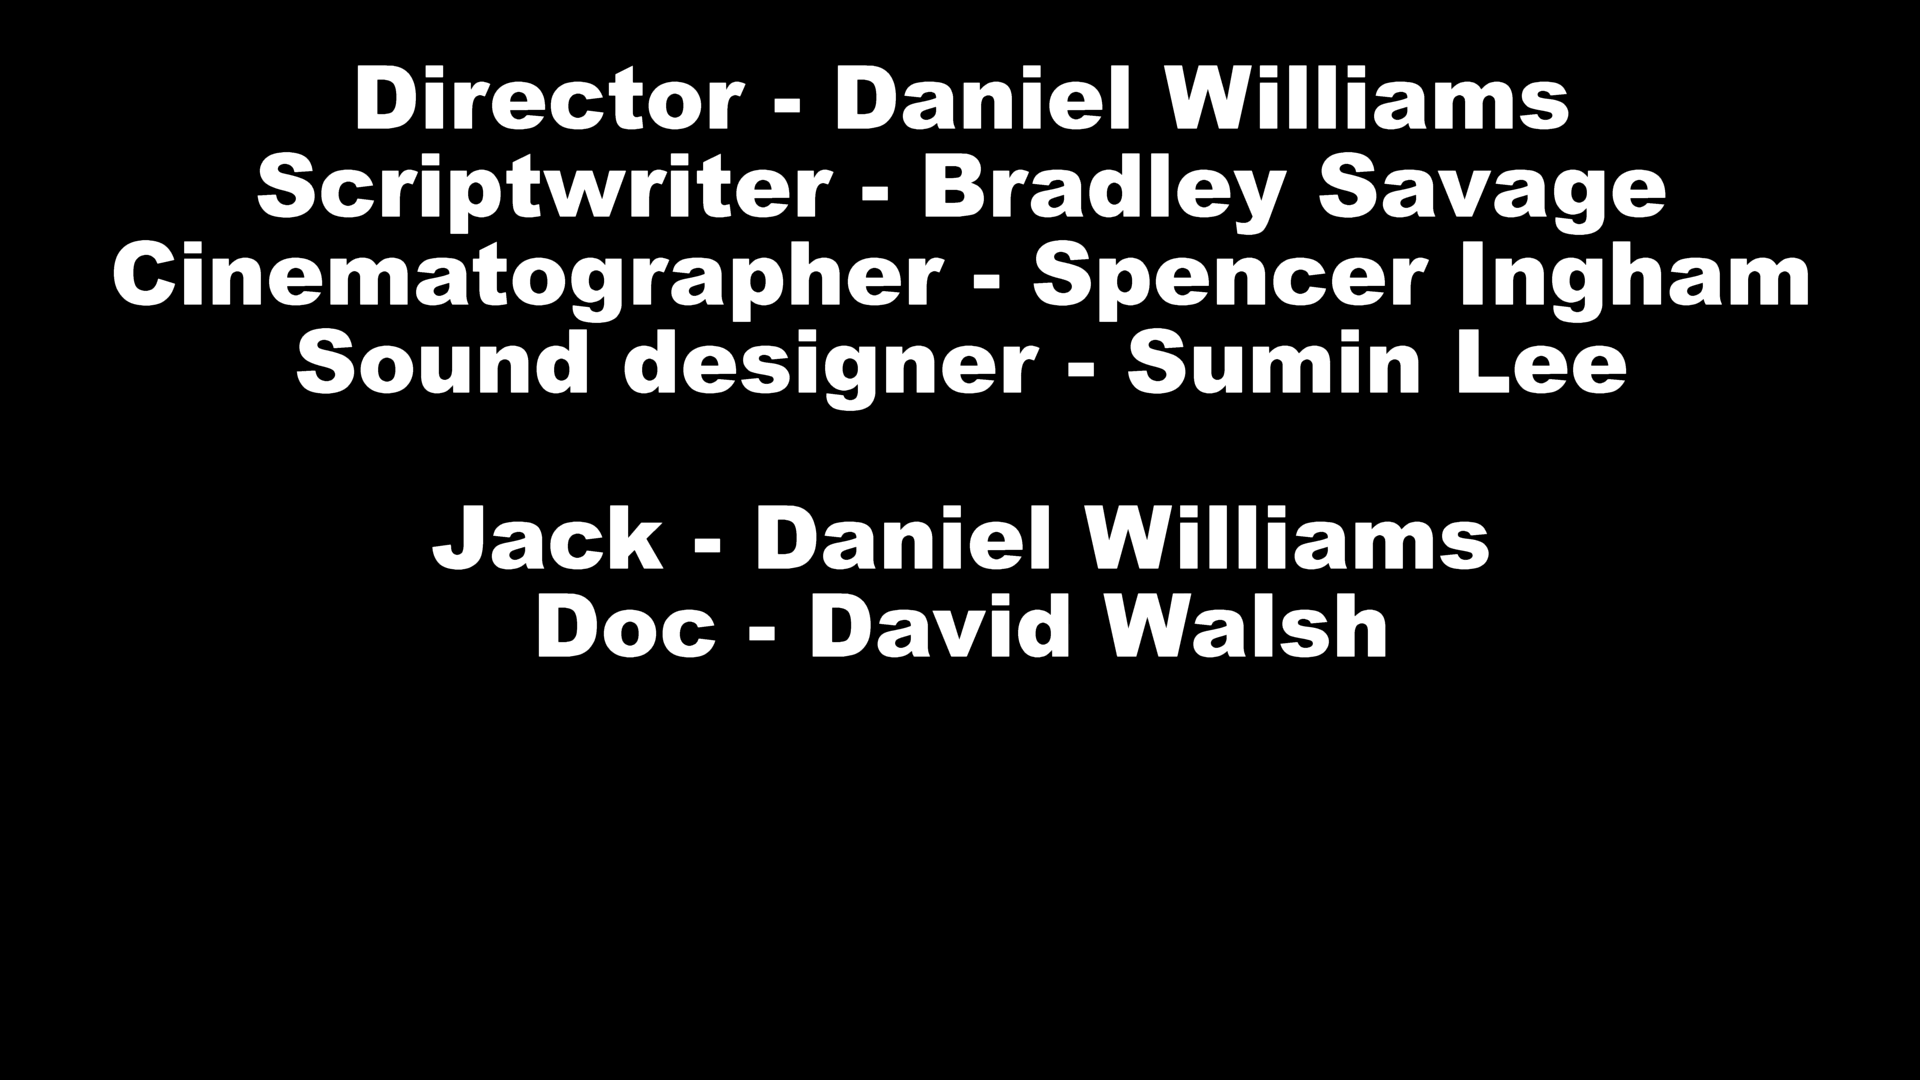 Director - Daniel Williams
Scriptwriter - Bradley Savage
Cinematographer - Spencer Ingham
Sound designer - Sumin Lee
Jack - Daniel Williams
Doc - David Walsh